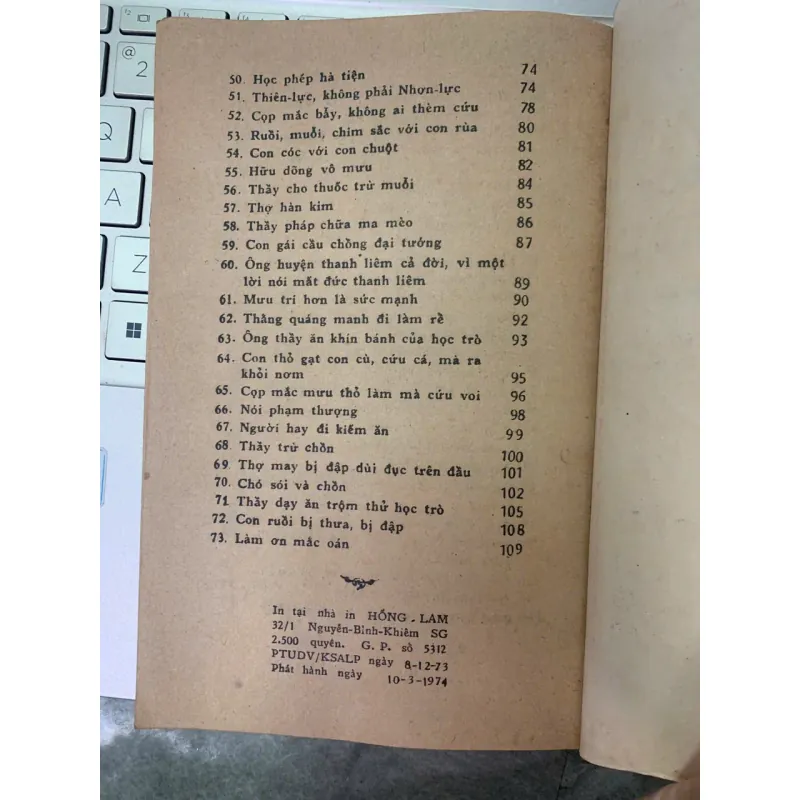 50. Học phép hà tiện 74
51. Thiên-lực, không phải Nhơn-lực 74
52. Cọp mắc bẫy, không ai thèm cứu 78
53. Ruồi, muỗi, chim sắc với con rùa 80
54. Con cóc với con chuột 81
55. Hữu dõng vô mưu 82
56. Thầy cho thuốc trừ muỗi 84
57. Thợ hàn kim 85
58. Thầy pháp chữa ma mèo 86
59. Con gái cầu chồng đại tướng 87
60. Ông huyện thanh liêm cả đời, vì một
lời nói mất đức thanh liêm 89
61. Mưu trí hơn là sức mạnh 90
62. Thằng quáng manh đi làm rề 92
63. Ông thầy ăn khín bánh của học trò 93
64. Con thỏ gạt con cù, cứu cá, mà ra
khỏi nơm 95
65. Cọp mắc mưu thỏ làm mà cứu voi 96
66. Nói phạm thượng 98
67. Người hay đi kiếm ăn 99
68. Thầy trừ chồn 100
69. Thợ may bị đập dùi đục trên đầu 101
70. Chó sói và chồn 102
71. Thầy dạy ăn trộm thử học trò 105
72. Con ruồi bị thưa, bị đập 108
73. Làm ơn mắc oán 109
In tại nhà in HỒNG-LAM
32/1 Nguyễn-Bỉnh-Khiêm SG
2.500 quyển. G. P. số 5312
PTUDV/KSALP ngày 8-12-73
Phát hành ngày 10-3-1974
@
2
Q
A
Z